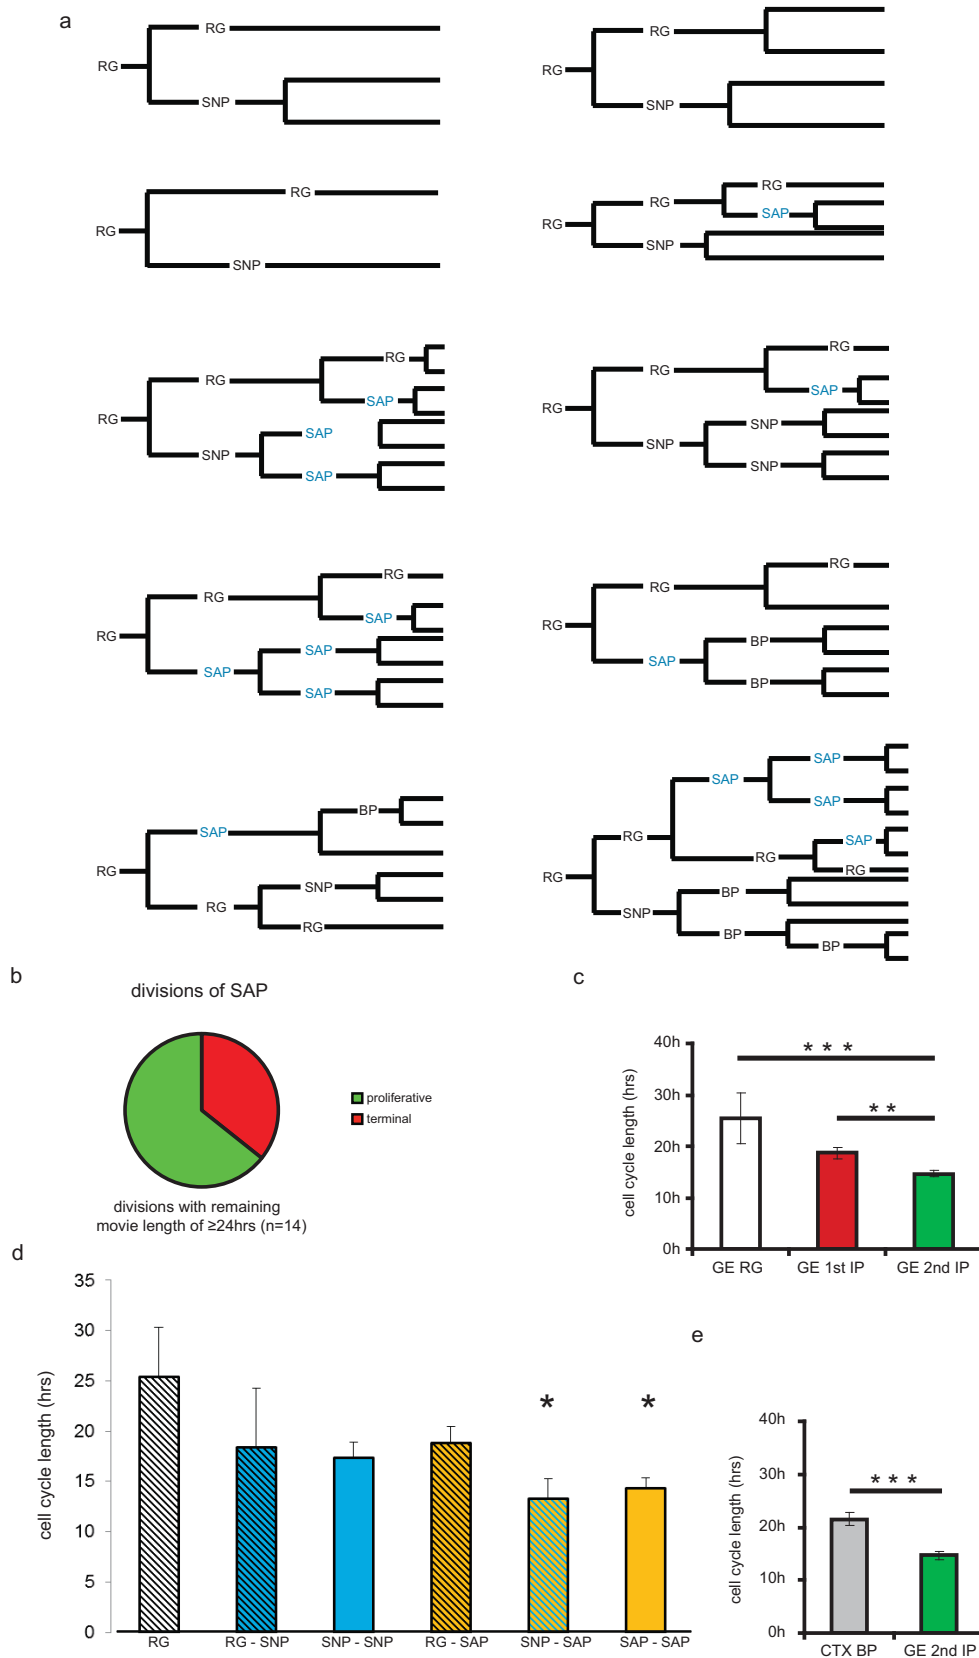 a
RG
RG
SNP
RG
RG
SNP
RG
RG
SNP
RG
RG
SNP
RG
SAP
RG
RG
SNP
RG
SAP
SAP
SAP
RG
RG
SNP
RG
SAP
SNP
SNP
RG
RG
SAP
RG
SAP
SAP
SAP
RG
RG
SAP
RG
BP
BP
RG
SAP
RG
BP
SNP
RG
RG
RG
SNP
SAP
RG
SAP
SAP
SAP
RG
BP
BP
BP
b
divisions of SAP
proliferative
terminal
divisions with remaining
movie length of ≥24hrs (n=14)
c
cell cycle length (hrs)
40h
30h
20h
10h
0h
* * *
* *
GE RG
GE 1st IP
GE 2nd IP
d
cell cycle length (hrs)
35
30
25
20
15
10
5
0
*
*
RG
RG - SNP
SNP - SNP
RG - SAP
SNP - SAP
SAP - SAP
e
cell cycle length (hrs)
40h
30h
20h
10h
0h
* * *
CTX BP
GE 2nd IP